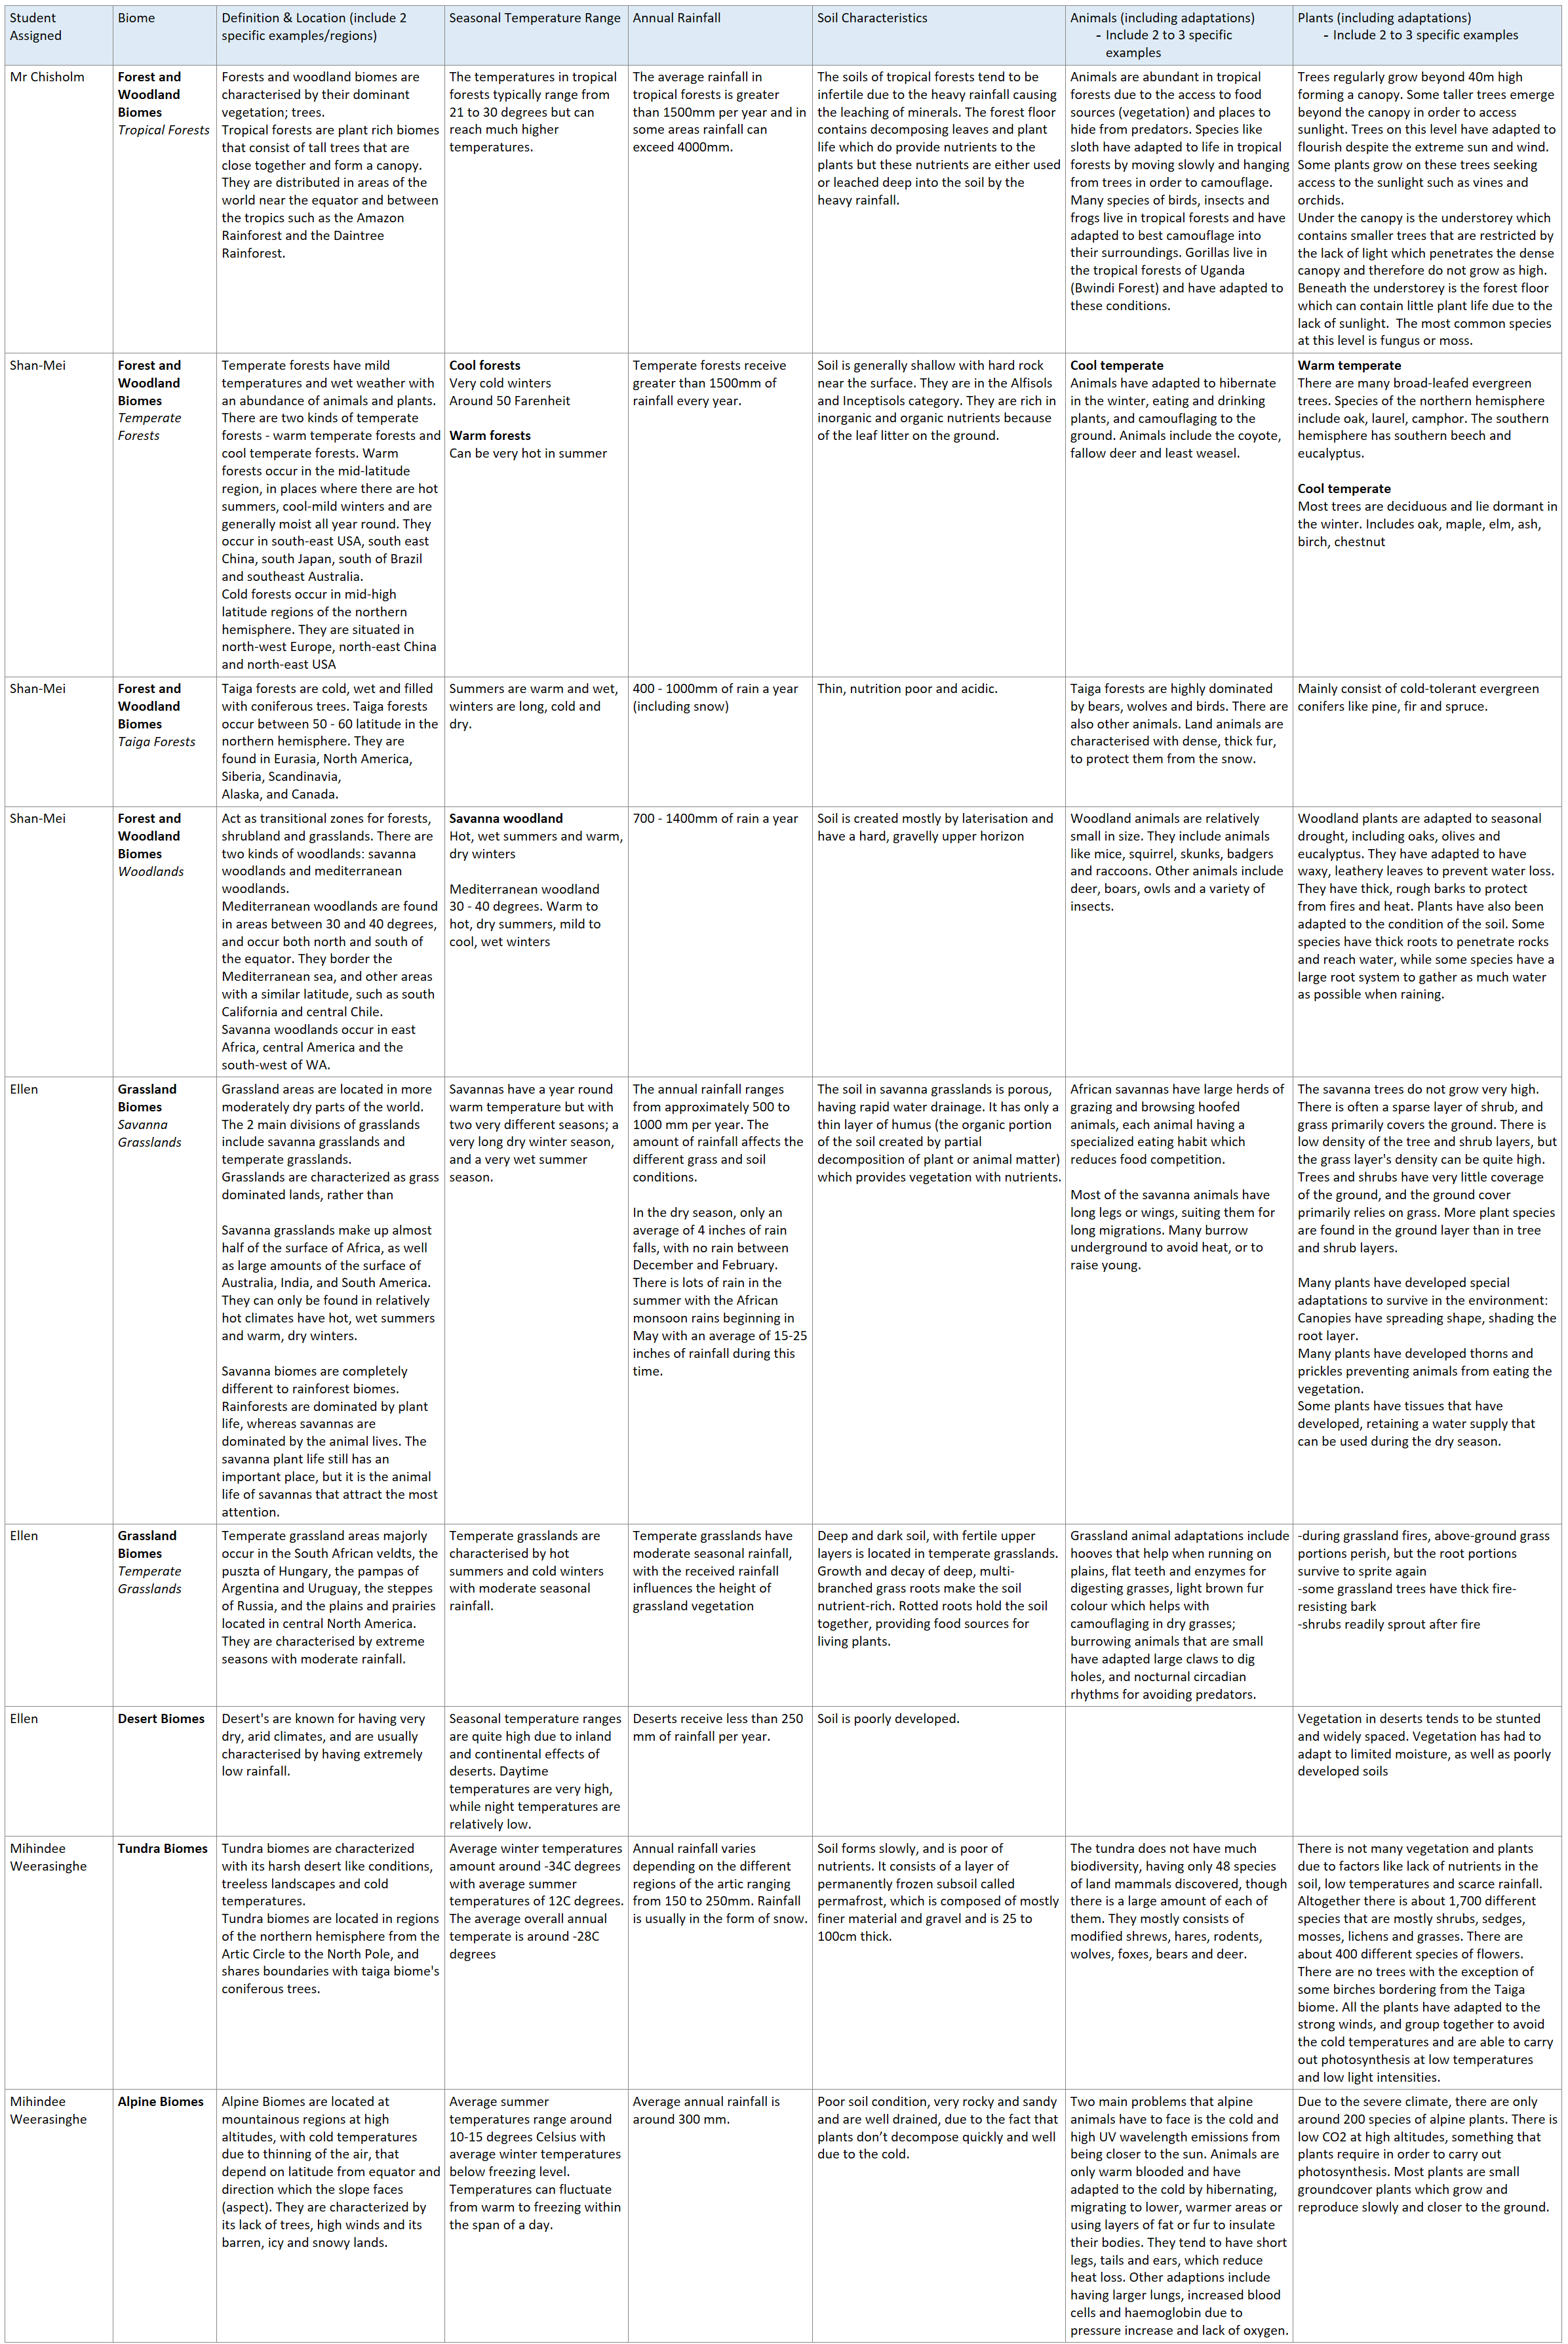 Student
Assigned
Biome
Definition & Location (include 2
specific examples/regions)
Seasonal Temperature Range
Annual Rainfall
Soil Characteristics
Animals (including adaptations)
- Include 2 to 3 specific
examples
Plants (including adaptations)
- Include 2 to 3 specific examples
Mr Chisholm
Forest and
Woodland
Biomes
Tropical Forests
Forests and woodland biomes are
characterised by their dominant
vegetation; trees.
Tropical forests are plant rich biomes
that consist of tall trees that are
close together and form a canopy.
They are distributed in areas of the
world near the equator and between
the tropics such as the Amazon
Rainforest and the Daintree
Rainforest.
The temperatures in tropical
forests typically range from
21 to 30 degrees but can
reach much higher
temperatures.
The average rainfall in
tropical forests is greater
than 1500mm per year and in
some areas rainfall can
exceed 4000mm.
The soils of tropical forests tend to be
infertile due to the heavy rainfall causing
the leaching of minerals. The forest floor
contains decomposing leaves and plant
life which do provide nutrients to the
plants but these nutrients are either used
or leached deep into the soil by the
heavy rainfall.
Animals are abundant in tropical
forests due to the access to food
sources (vegetation) and places to
hide from predators. Species like
sloth have adapted to life in tropical
forests by moving slowly and hanging
from trees in order to camouflage.
Many species of birds, insects and
frogs live in tropical forests and have
adapted to best camouflage into
their surroundings. Gorillas live in
the tropical forests of Uganda
(Bwindi Forest) and have adapted to
these conditions.
Trees regularly grow beyond 40m high
forming a canopy. Some taller trees emerge
beyond the canopy in order to access
sunlight. Trees on this level have adapted to
flourish despite the extreme sun and wind.
Some plants grow on these trees seeking
access to the sunlight such as vines and
orchids.
Under the canopy is the understorey which
contains smaller trees that are restricted by
the lack of light which penetrates the dense
canopy and therefore do not grow as high.
Beneath the understorey is the forest floor
which can contain little plant life due to the
lack of sunlight. The most common species
at this level is fungus or moss.
Shan-Mei
Forest and
Woodland
Biomes
Temperate
Forests
Temperate forests have mild
temperatures and wet weather with
an abundance of animals and plants.
There are two kinds of temperate
forests - warm temperate forests and
cool temperate forests. Warm
forests occur in the mid-latitude
region, in places where there are hot
summers, cool-mild winters and are
generally moist all year round. They
occur in south-east USA, south east
China, south Japan, south of Brazil
and southeast Australia.
Cold forests occur in mid-high
latitude regions of the northern
hemisphere. They are situated in
north-west Europe, north-east China
and north-east USA
Cool forests
Very cold winters
Around 50 Farenheit
Warm forests
Can be very hot in summer
Temperate forests receive
greater than 1500mm of
rainfall every year.
Soil is generally shallow with hard rock
near the surface. They are in the Alfisols
and Inceptisols category. They are rich in
inorganic and organic nutrients because
of the leaf litter on the ground.
Cool temperate
Animals have adapted to hibernate
in the winter, eating and drinking
plants, and camouflaging to the
ground. Animals include the coyote,
fallow deer and least weasel.
Warm temperate
There are many broad-leafed evergreen
trees. Species of the northern hemisphere
include oak, laurel, camphor. The southern
hemisphere has southern beech and
eucalyptus.
Cool temperate
Most trees are deciduous and lie dormant in
the winter. Includes oak, maple, elm, ash,
birch, chestnut
Shan-Mei
Forest and
Woodland
Biomes
Taiga Forests
Taiga forests are cold, wet and filled
with coniferous trees. Taiga forests
occur between 50 - 60 latitude in the
northern hemisphere. They are
found in Eurasia, North America,
Siberia, Scandinavia,
Alaska, and Canada.
Summers are warm and wet,
winters are long, cold and
dry.
400 - 1000mm of rain a year
(including snow)
Thin, nutrition poor and acidic.
Taiga forests are highly dominated
by bears, wolves and birds. There are
also other animals. Land animals are
characterised with dense, thick fur,
to protect them from the snow.
Mainly consist of cold-tolerant evergreen
conifers like pine, fir and spruce.
Shan-Mei
Forest and
Woodland
Biomes
Woodlands
Act as transitional zones for forests,
shrubland and grasslands. There are
two kinds of woodlands: savanna
woodlands and mediterranean
woodlands.
Mediterranean woodlands are found
in areas between 30 and 40 degrees,
and occur both north and south of
the equator. They border the
Mediterranean sea, and other areas
with a similar latitude, such as south
California and central Chile.
Savanna woodlands occur in east
Africa, central America and the
south-west of WA.
Savanna woodland
Hot, wet summers and warm,
dry winters
Mediterranean woodland
30 - 40 degrees. Warm to
hot, dry summers, mild to
cool, wet winters
700 - 1400mm of rain a year
Soil is created mostly by laterisation and
have a hard, gravelly upper horizon
Woodland animals are relatively
small in size. They include animals
like mice, squirrel, skunks, badgers
and raccoons. Other animals include
deer, boars, owls and a variety of
insects.
Woodland plants are adapted to seasonal
drought, including oaks, olives and
eucalyptus. They have adapted to have
waxy, leathery leaves to prevent water loss.
They have thick, rough barks to protect
from fires and heat. Plants have also been
adapted to the condition of the soil. Some
species have thick roots to penetrate rocks
and reach water, while some species have a
large root system to gather as much water
as possible when raining.
Ellen
Grassland
Biomes
Savanna
Grasslands
Grassland areas are located in more
moderately dry parts of the world.
The 2 main divisions of grasslands
include savanna grasslands and
temperate grasslands.
Grasslands are characterized as grass
dominated lands, rather than
Savanna grasslands make up almost
half of the surface of Africa, as well
as large amounts of the surface of
Australia, India, and South America.
They can only be found in relatively
hot climates have hot, wet summers
and warm, dry winters.
Savanna biomes are completely
different to rainforest biomes.
Rainforests are dominated by plant
life, whereas savannas are
dominated by the animal lives. The
savanna plant life still has an
important place, but it is the animal
life of savannas that attract the most
attention.
Savannas have a year round
warm temperature but with
two very different seasons; a
very long dry winter season,
and a very wet summer
season.
The annual rainfall ranges
from approximately 500 to
1000 mm per year. The
amount of rainfall affects the
different grass and soil
conditions.
In the dry season, only an
average of 4 inches of rain
falls, with no rain between
December and February.
There is lots of rain in the
summer with the African
monsoon rains beginning in
May with an average of 15-25
inches of rainfall during this
time.
The soil in savanna grasslands is porous,
having rapid water drainage. It has only a
thin layer of humus (the organic portion
of the soil created by partial
decomposition of plant or animal matter)
which provides vegetation with nutrients.
African savannas have large herds of
grazing and browsing hoofed
animals, each animal having a
specialized eating habit which
reduces food competition.
Most of the savanna animals have
long legs or wings, suiting them for
long migrations. Many burrow
underground to avoid heat, or to
raise young.
The savanna trees do not grow very high.
There is often a sparse layer of shrub, and
grass primarily covers the ground. There is
low density of the tree and shrub layers, but
the grass layer's density can be quite high.
Trees and shrubs have very little coverage
of the ground, and the ground cover
primarily relies on grass. More plant species
are found in the ground layer than in tree
and shrub layers.
Many plants have developed special
adaptations to survive in the environment:
Canopies have spreading shape, shading the
root layer.
Many plants have developed thorns and
prickles preventing animals from eating the
vegetation.
Some plants have tissues that have
developed, retaining a water supply that
can be used during the dry season.
Ellen
Grassland
Biomes
Temperate
Grasslands
Temperate grassland areas majorly
occur in the South African veldts, the
puszta of Hungary, the pampas of
Argentina and Uruguay, the steppes
of Russia, and the plains and prairies
located in central North America.
They are characterised by extreme
seasons with moderate rainfall.
Temperate grasslands are
characterised by hot
summers and cold winters
with moderate seasonal
rainfall.
Temperate grasslands have
moderate seasonal rainfall,
with the received rainfall
influences the height of
grassland vegetation
Deep and dark soil, with fertile upper
layers is located in temperate grasslands.
Growth and decay of deep, multi-
branched grass roots make the soil
nutrient-rich. Rotted roots hold the soil
together, providing food sources for
living plants.
Grassland animal adaptations include
hooves that help when running on
plains, flat teeth and enzymes for
digesting grasses, light brown fur
colour which helps with
camouflaging in dry grasses;
burrowing animals that are small
have adapted large claws to dig
holes, and nocturnal circadian
rhythms for avoiding predators.
-during grassland fires, above-ground grass
portions perish, but the root portions
survive to sprite again
-some grassland trees have thick fire-
resisting bark
-shrubs readily sprout after fire
Ellen
Desert Biomes
Desert's are known for having very
dry, arid climates, and are usually
characterised by having extremely
low rainfall.
Seasonal temperature ranges
are quite high due to inland
and continental effects of
deserts. Daytime
temperatures are very high,
while night temperatures are
relatively low.
Deserts receive less than 250
mm of rainfall per year.
Soil is poorly developed.
Vegetation in deserts tends to be stunted
and widely spaced. Vegetation has had to
adapt to limited moisture, as well as poorly
developed soils
Mihindee
Weerasinghe
Tundra Biomes
Tundra biomes are characterized
with its harsh desert like conditions,
treeless landscapes and cold
temperatures.
Tundra biomes are located in regions
of the northern hemisphere from the
Artic Circle to the North Pole, and
shares boundaries with taiga biome's
coniferous trees.
Average winter temperatures
amount around -34C degrees
with average summer
temperatures of 12C degrees.
The average overall annual
temperate is around -28C
degrees
Annual rainfall varies
depending on the different
regions of the artic ranging
from 150 to 250mm. Rainfall
is usually in the form of snow.
Soil forms slowly, and is poor of
nutrients. It consists of a layer of
permanently frozen subsoil called
permafrost, which is composed of mostly
finer material and gravel and is 25 to
100cm thick.
The tundra does not have much
biodiversity, having only 48 species
of land mammals discovered, though
there is a large amount of each of
them. They mostly consists of
modified shrews, hares, rodents,
wolves, foxes, bears and deer.
There is not many vegetation and plants
due to factors like lack of nutrients in the
soil, low temperatures and scarce rainfall.
Altogether there is about 1,700 different
species that are mostly shrubs, sedges,
mosses, lichens and grasses. There are
about 400 different species of flowers.
There are no trees with the exception of
some birches bordering from the Taiga
biome. All the plants have adapted to the
strong winds, and group together to avoid
the cold temperatures and are able to carry
out photosynthesis at low temperatures
and low light intensities.
Mihindee
Weerasinghe
Alpine Biomes
Alpine Biomes are located at
mountainous regions at high
altitudes, with cold temperatures
due to thinning of the air, that
depend on latitude from equator and
direction which the slope faces
(aspect). They are characterized by
its lack of trees, high winds and its
barren, icy and snowy lands.
Average summer
temperatures range around
10-15 degrees Celsius with
average winter temperatures
below freezing level.
Temperatures can fluctuate
from warm to freezing within
the span of a day.
Average annual rainfall is
around 300 mm.
Poor soil condition, very rocky and sandy
and are well drained, due to the fact that
plants don't decompose quickly and well
due to the cold.
Two main problems that alpine
animals have to face is the cold and
high UV wavelength emissions from
being closer to the sun. Animals are
only warm blooded and have
adapted to the cold by hibernating,
migrating to lower, warmer areas or
using layers of fat or fur to insulate
their bodies. They tend to have short
legs, tails and ears, which reduce
heat loss. Other adaptions include
having larger lungs, increased blood
cells and haemoglobin due to
pressure increase and lack of oxygen.
Due to the severe climate, there are only
around 200 species of alpine plants. There is
low CO2 at high altitudes, something that
plants require in order to carry out
photosynthesis. Most plants are small
groundcover plants which grow and
reproduce slowly and closer to the ground.